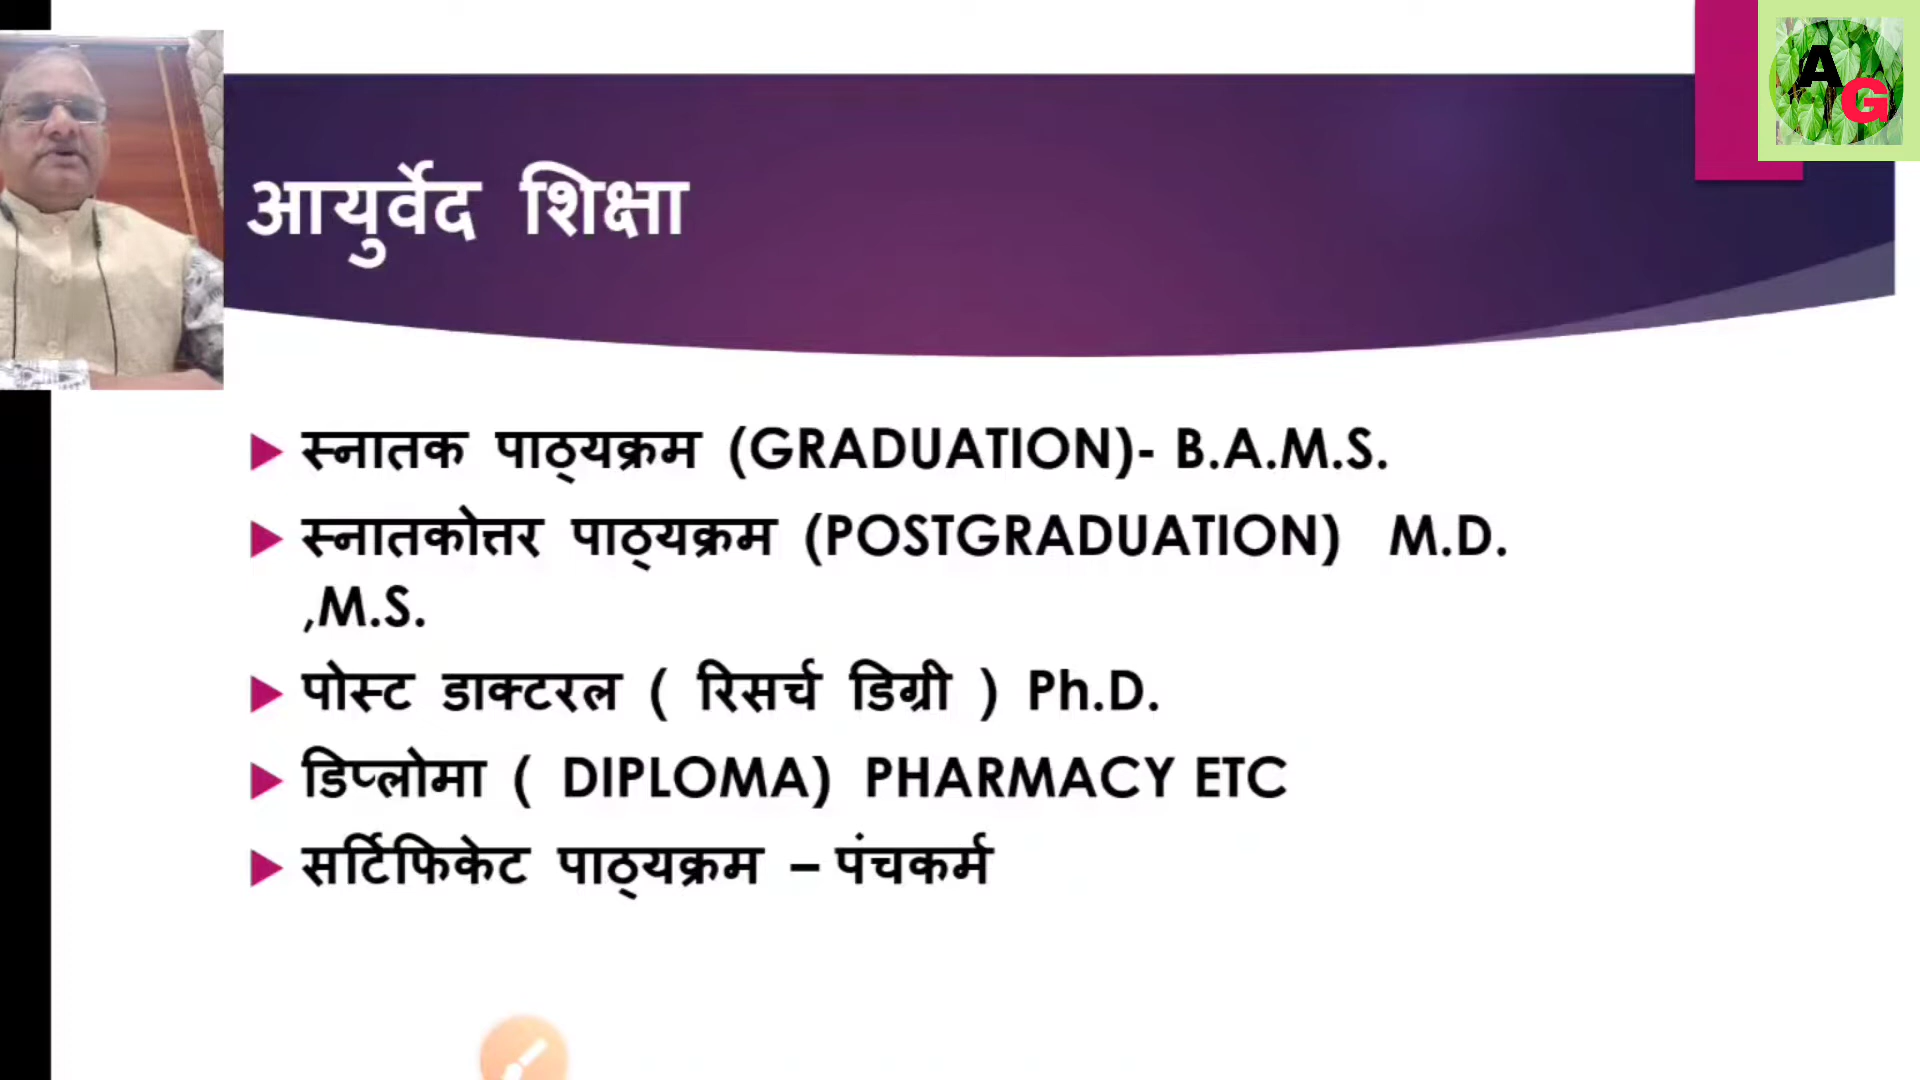 AG
आयुर्वेद शिक्षा
स्नातक पाठ्यक्रम (GRADUATION)- B.A.M.S.
स्नातकोत्तर पाठ्यक्रम (POSTGRADUATION) M.D.
,M.S.
पोस्ट डाक्टरल ( रिसर्च डिग्री ) Ph.D.
डिप्लोमा ( DIPLOMA) PHARMACY ETC
सर्टिफिकेट पाठ्यक्रम – पंचकर्म